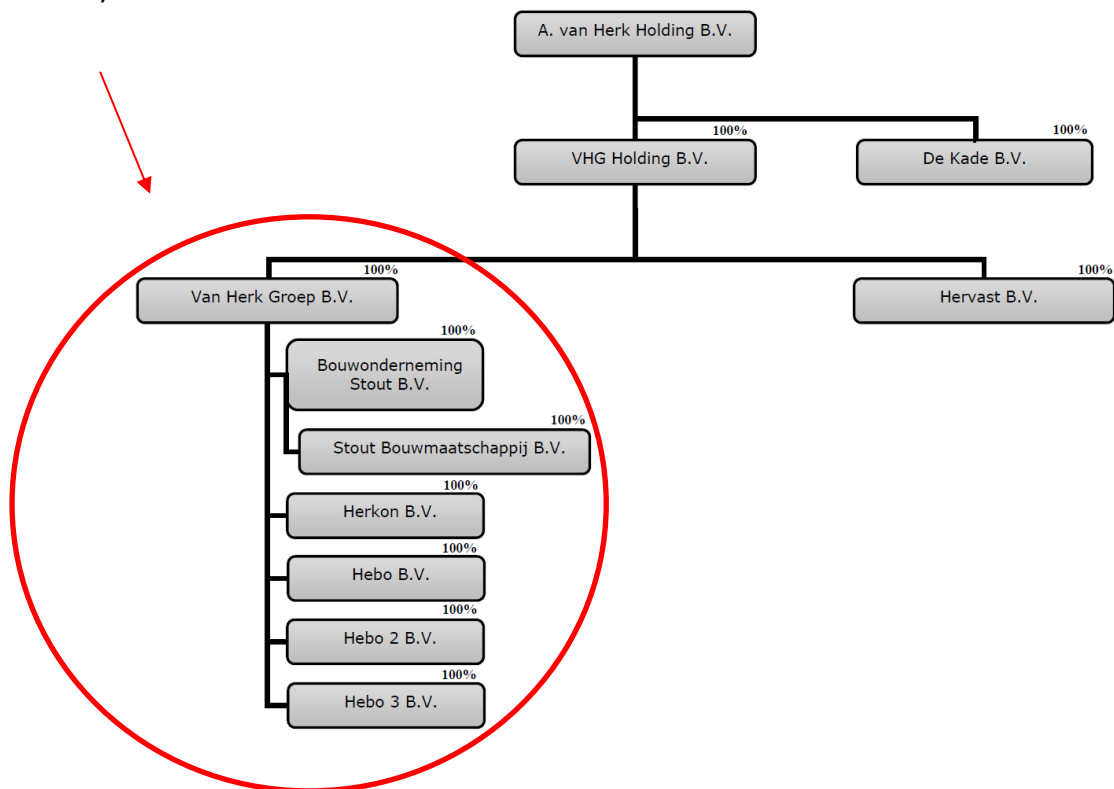 A. van Herk Holding B.V.
100%
100%
VHG Holding B.V.
De Kade B.V.
100%
100%
Van Herk Groep B.V.
Hervast B.V.
100%
Bouwonderneming
Stout B.V.
100%
Stout Bouwmaatschappij B.V.
100%
Herkon B.V.
100%
Hebo B.V.
100%
Hebo 2 B.V.
100%
Hebo 3 B.V.